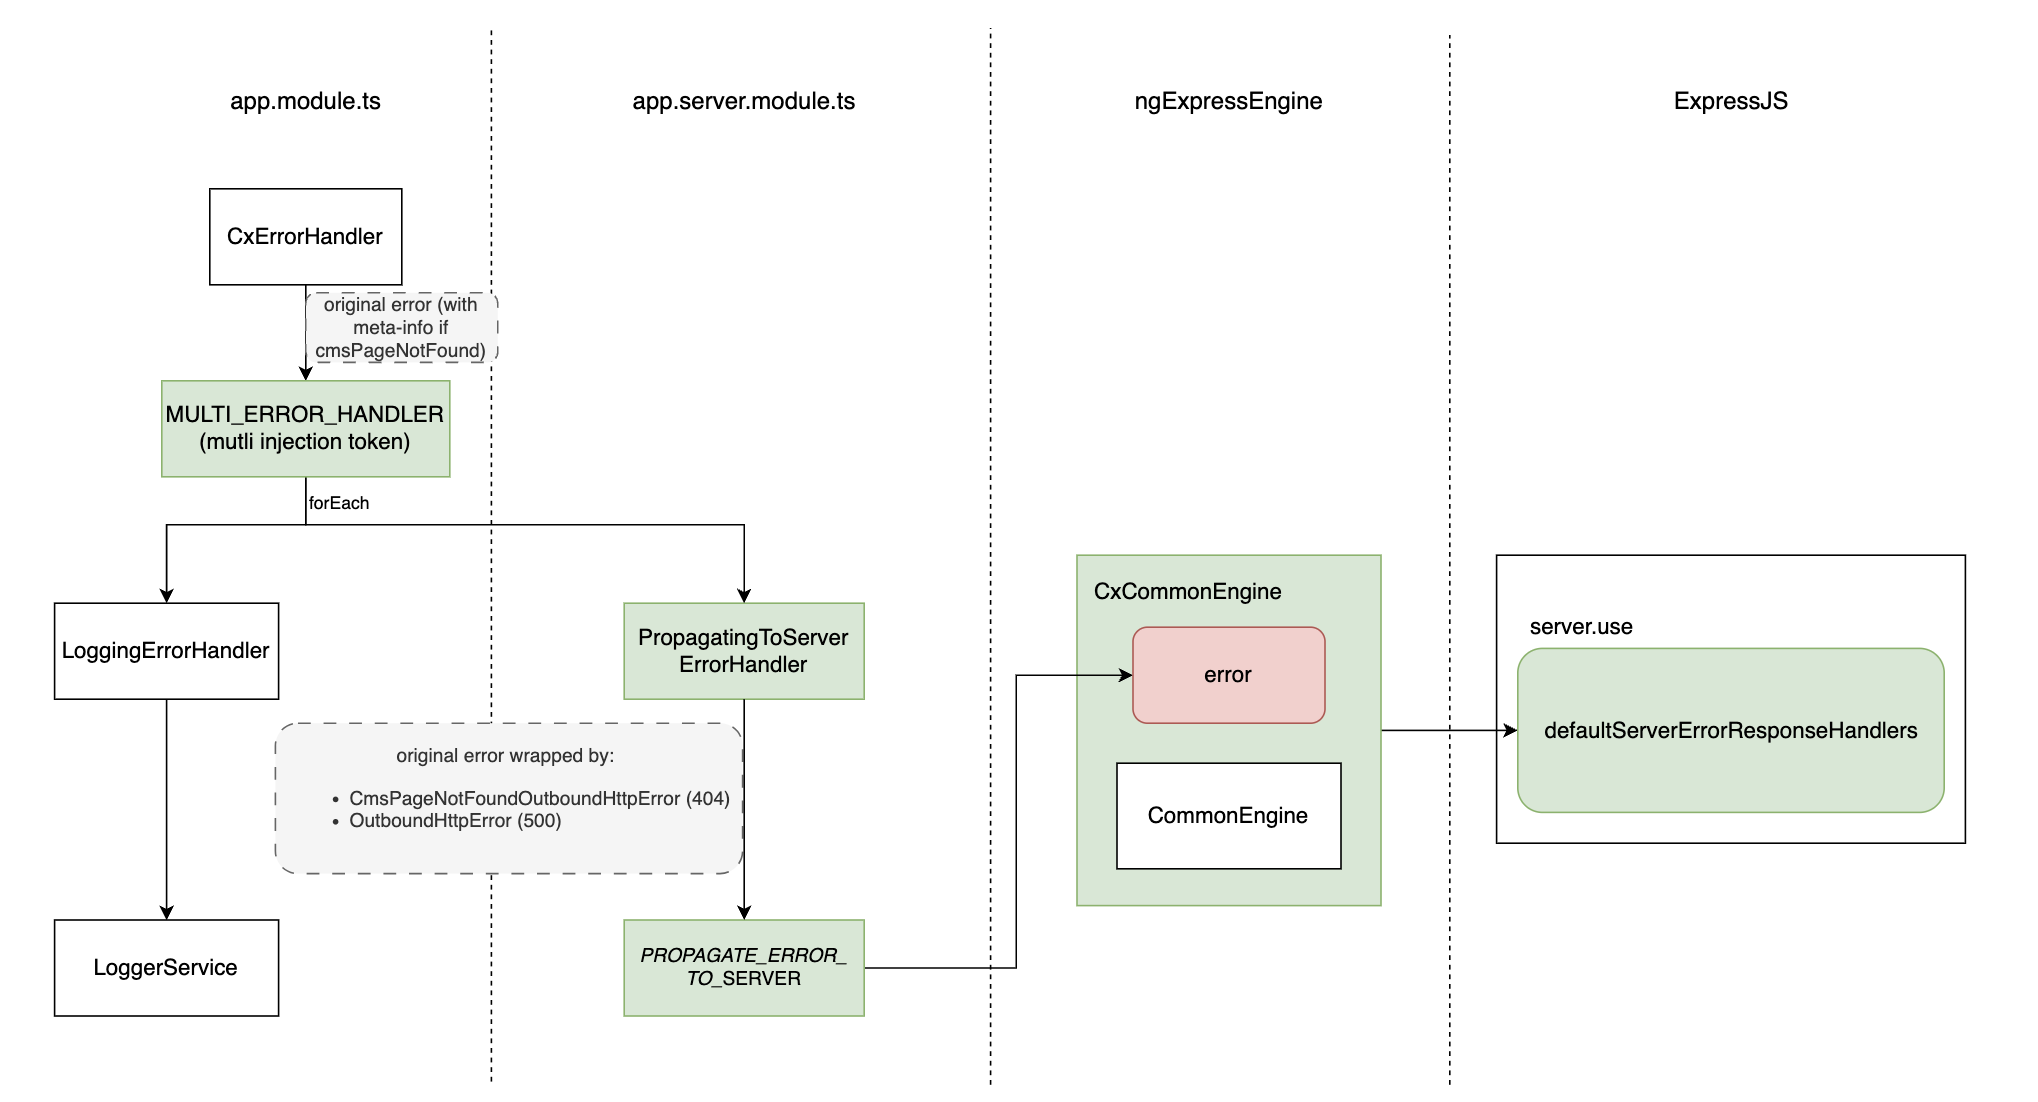 app.module.ts
app.server.module.ts
ngExpressEngine
ExpressJS
CxErrorHandler
original error (with
meta-info if
cmsPageNotFound)
MULTI_ERROR_HANDLER
(mutli injection token)
forEach
LoggingErrorHandler
PropagatingToServer
ErrorHandler
CxCommonEngine
error
CommonEngine
server.use
defaultServerErrorResponseHandlers
original error wrapped by:
• CmsPageNotFoundOutboundHttpError (404)
• OutboundHttpError (500)
LoggerService
PROPAGATE_ERROR_
TO_SERVER